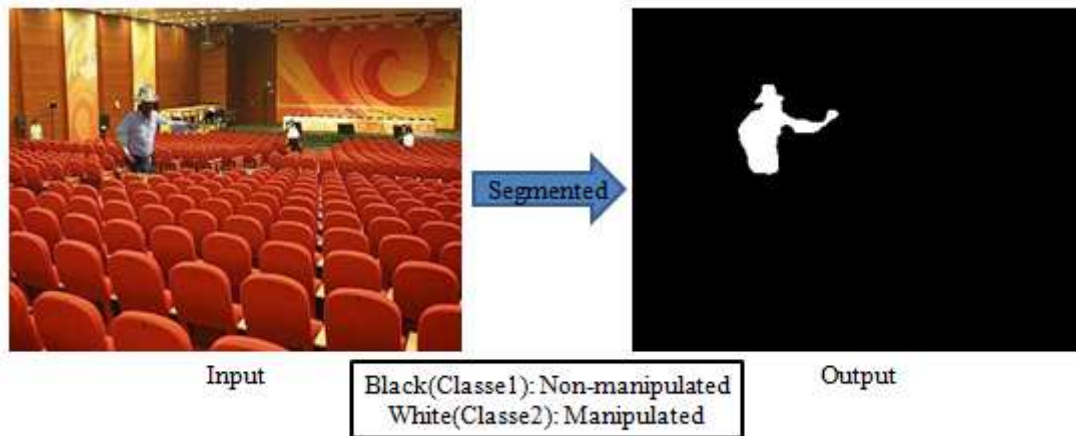 Segmented
Input
Output
Black(Classe1): Non-manipulated
White(Classe2): Manipulated